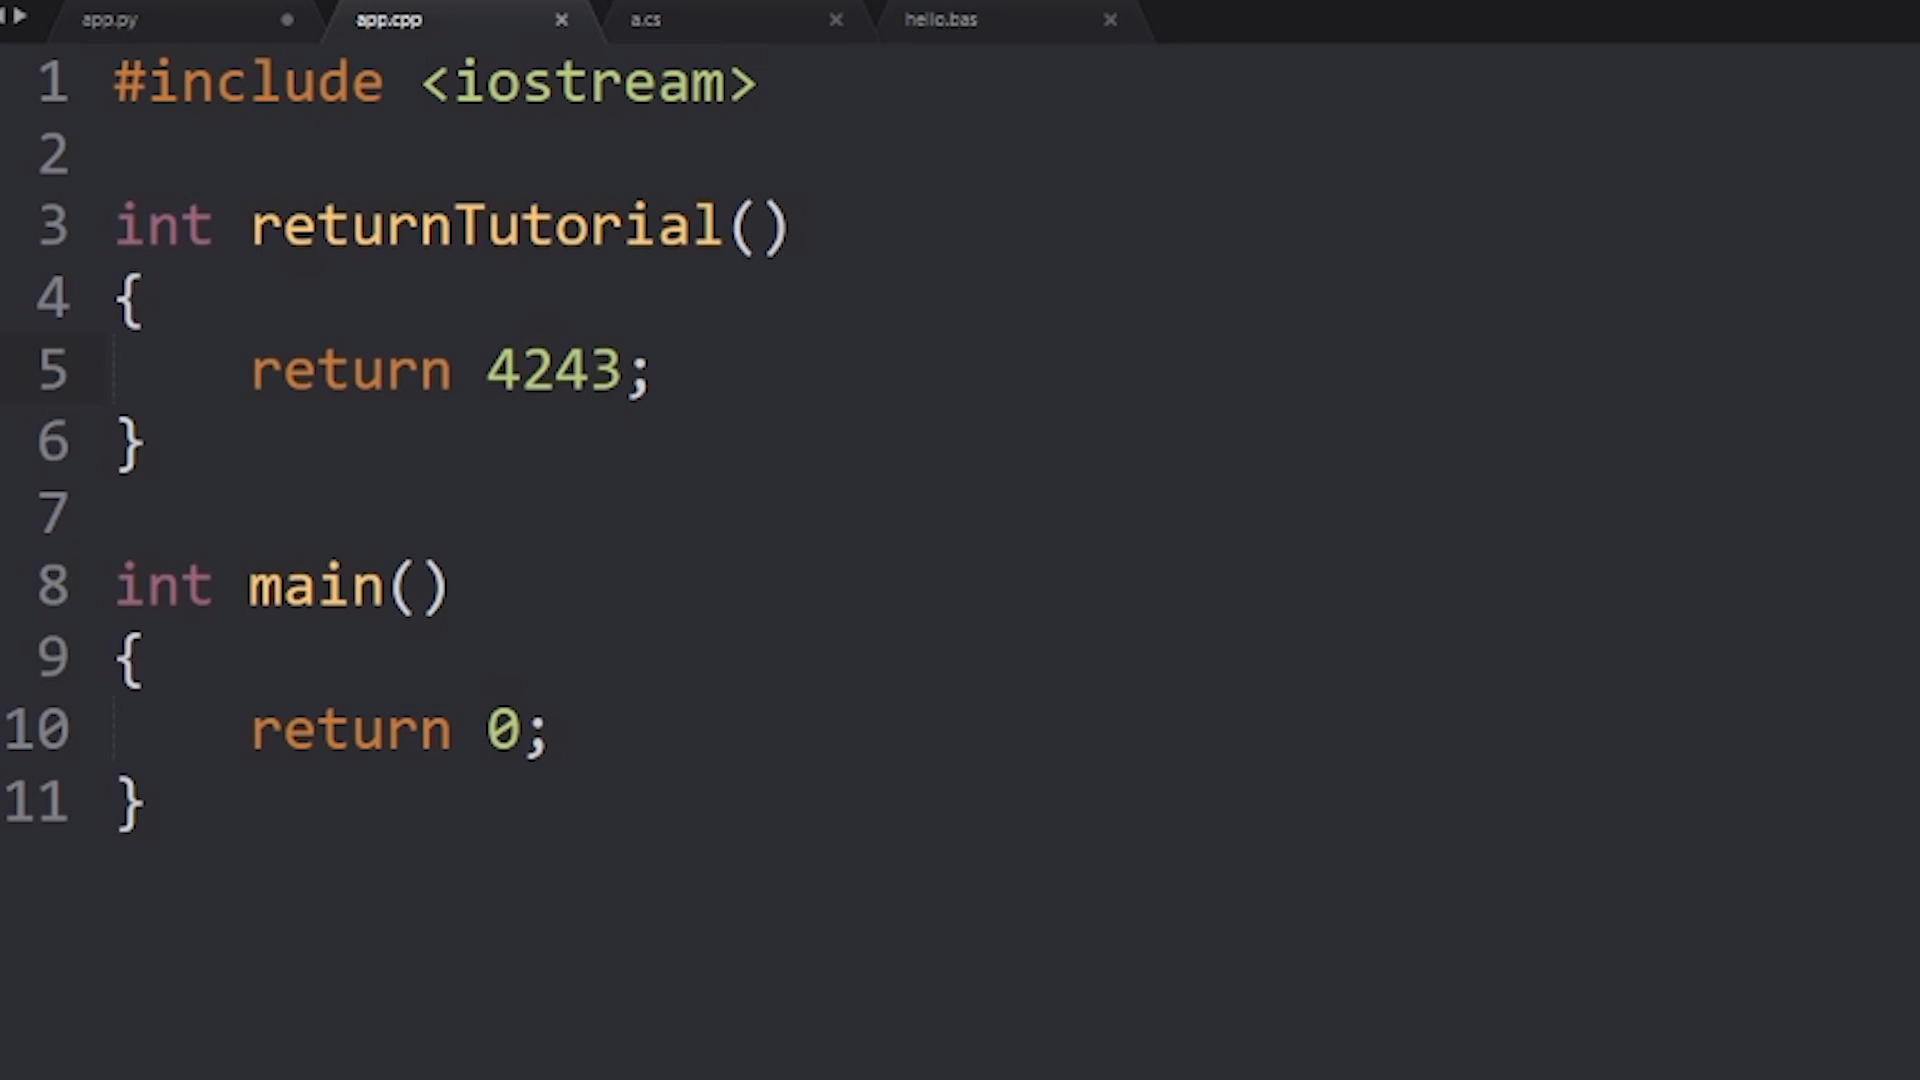 app.py app.cpp a.cs hello.bas
1 #include <iostream>
2
3 int returnTutorial()
4 {
5     return 4243;
6 }
7
8 int main()
9 {
10     return 0;
11 }